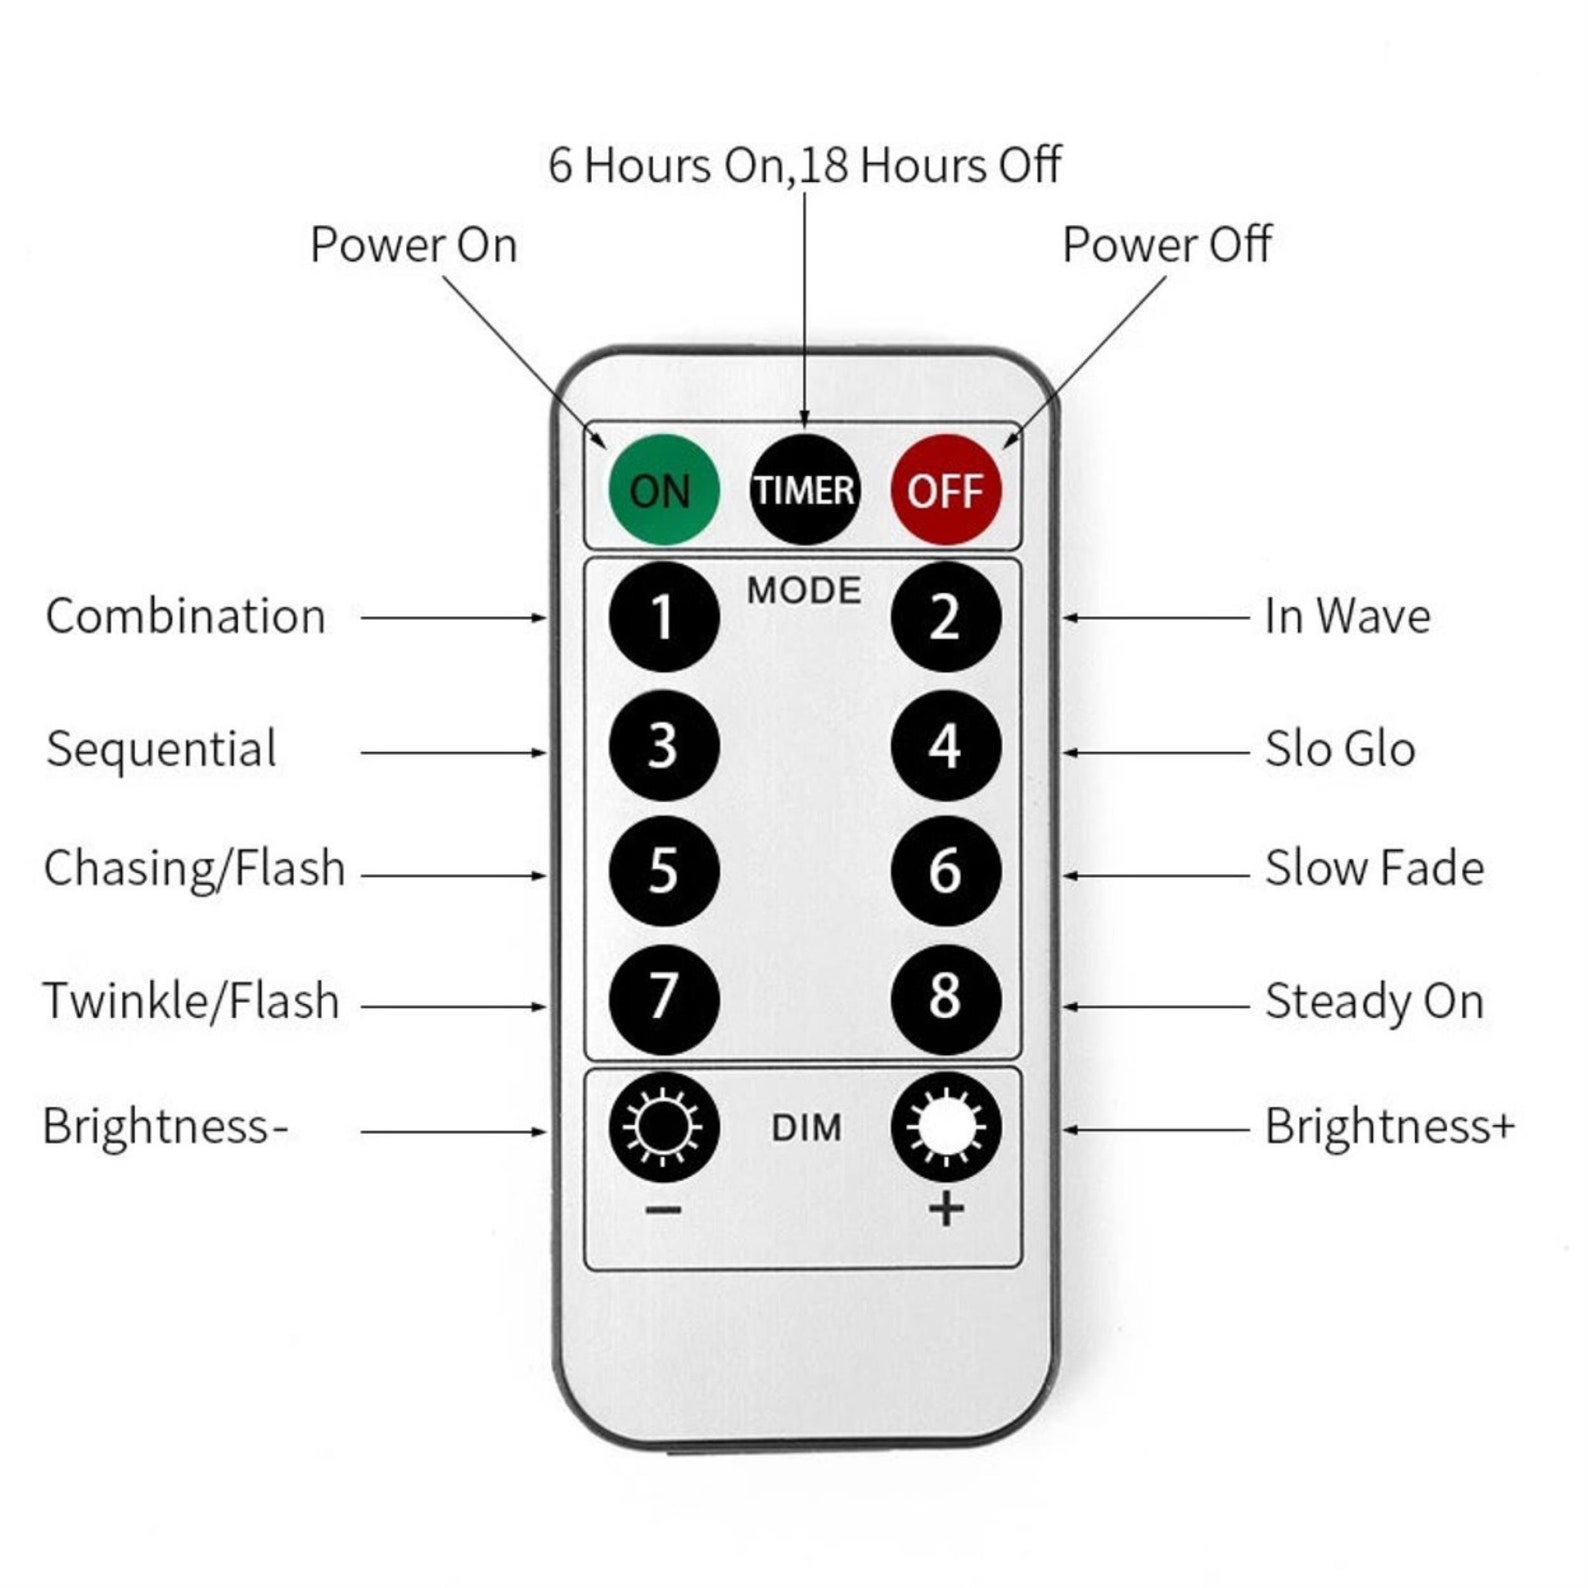 6 Hours On,18 Hours Off
Power On
Power Off
ON
TIMER
OFF
MODE
Combination
1
2
In Wave
Sequential
3
4
Slo Glo
Chasing/Flash
5
6
Slow Fade
Twinkle/Flash
7
8
Steady On
Brightness-
DIM
Brightness+
−
+